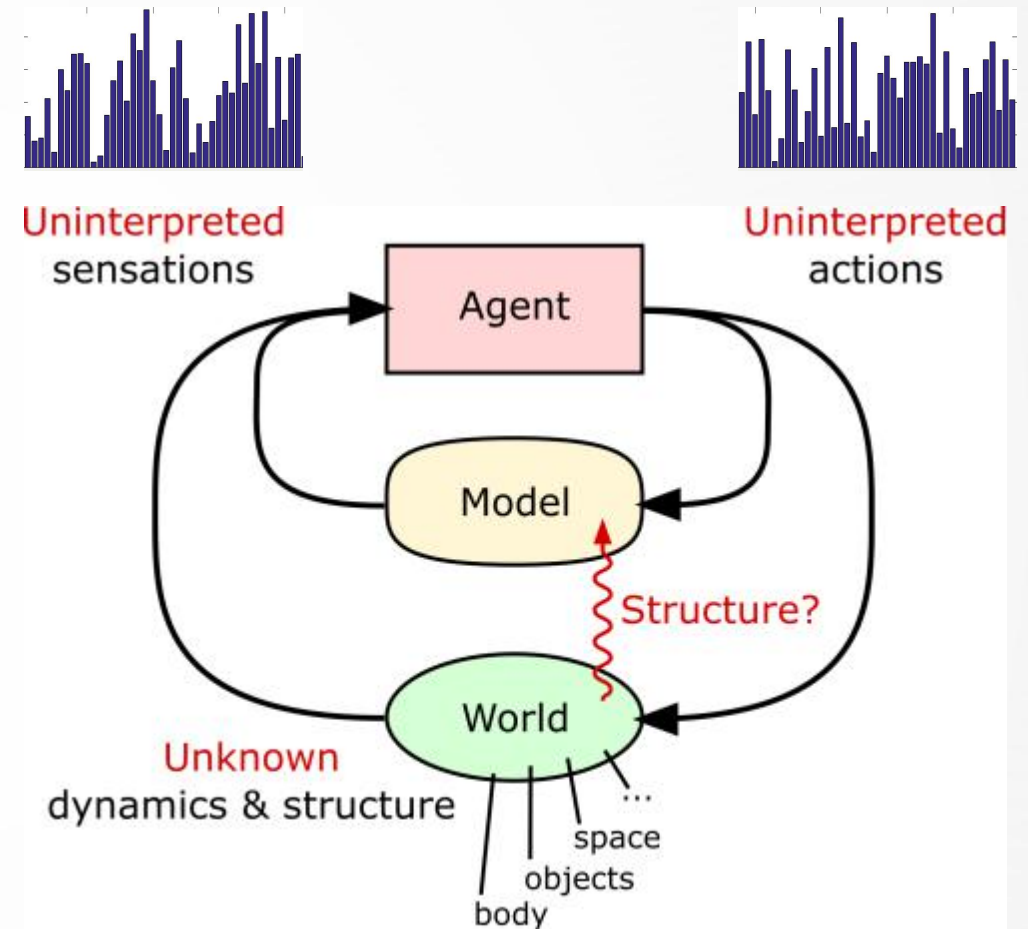 Uninterpreted
sensations
Uninterpreted
actions
Agent
Model
Structure?
World
Unknown
dynamics & structure
...
space
objects
body